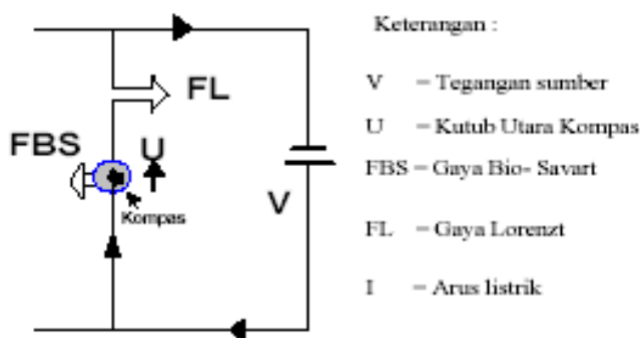 Keterangan :
FL
V = Tegangan sumber
U = Kutub Utara Kompas
FBS
U
FBS = Gaya Bio- Savart
V
Kompas
FL = Gaya Lorenzt
I = Arus listrik